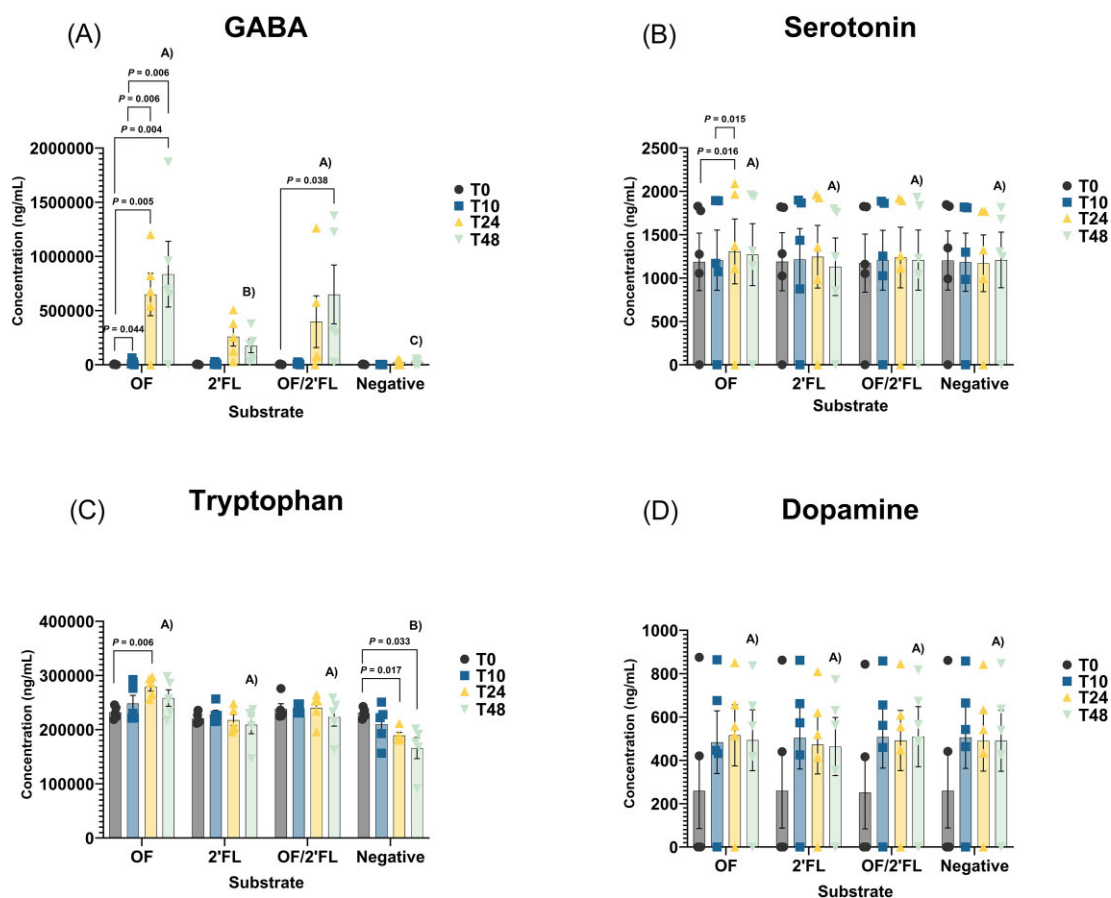 (A)
GABA
A)
P = 0.006
P = 0.006
P = 0.004
P = 0.005
P = 0.044
B)
A)
P = 0.038
C)
2000000
1500000
1000000
500000
0
Concentration (ng/mL)
OF 2'FL OF/2'FL Negative
Substrate
T0
T10
T24
T48
(B)
Serotonin
P = 0.015
P = 0.016
A)
A)
A)
A)
2500
2000
1500
1000
500
0
Concentration (ng/mL)
OF 2'FL OF/2'FL Negative
Substrate
T0
T10
T24
T48
(C)
Tryptophan
A)
P = 0.006
A)
A)
B)
P = 0.033
P = 0.017
400000
300000
200000
100000
0
Concentration (ng/mL)
OF 2'FL OF/2'FL Negative
Substrate
T0
T10
T24
T48
(D)
Dopamine
A)
A)
A)
A)
1000
800
600
400
200
0
Concentration (ng/mL)
OF 2'FL OF/2'FL Negative
Substrate
T0
T10
T24
T48